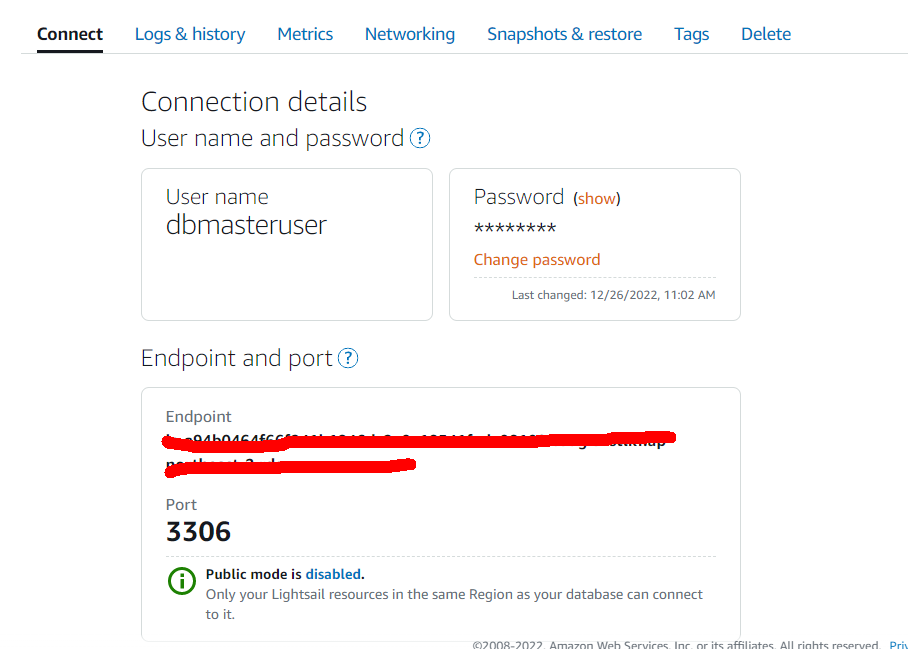 Connect Logs & history Metrics Networking Snapshots & restore Tags Delete
Connection details
User name and password ?
User name
dbmasteruser
Password (show)
********
Change password
Last changed: 12/26/2022, 11:02 AM
Endpoint and port ?
Endpoint
Port
3306
Public mode is disabled.
Only your Lightsail resources in the same Region as your database can connect
to it.
©2008-2022, Amazon Web Services, Inc. or its affiliates. All rights reserved.